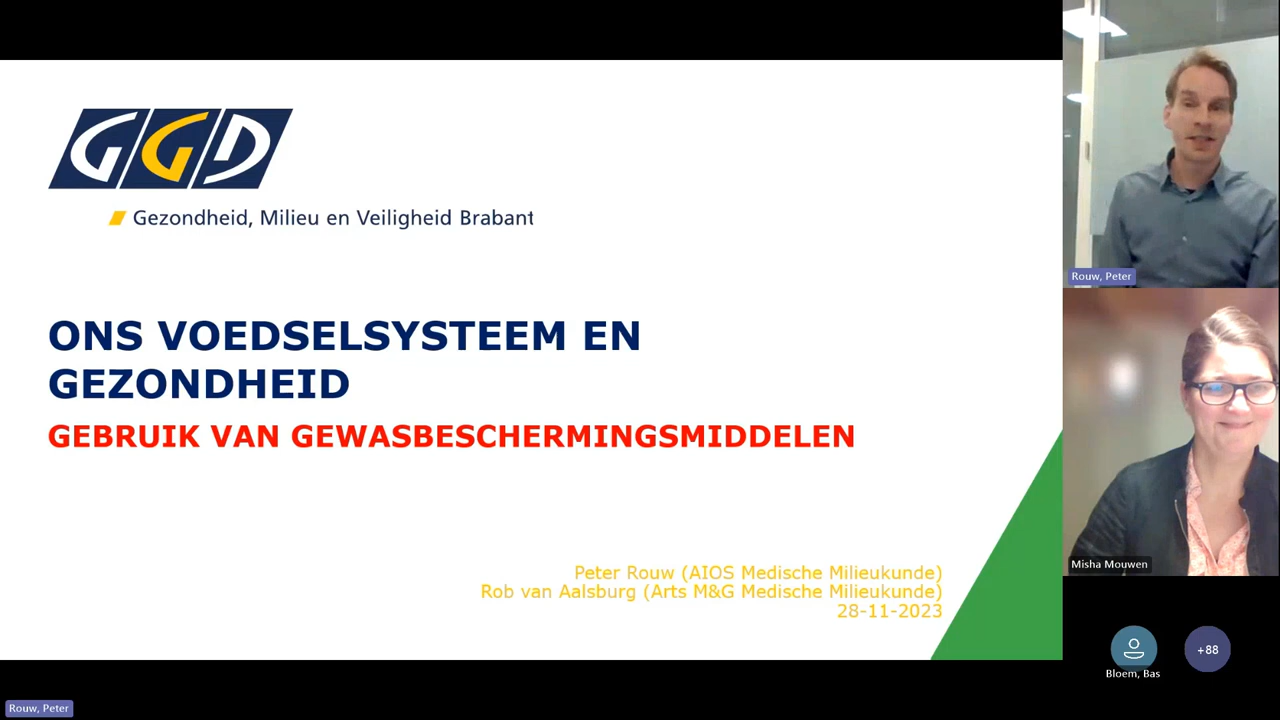 GGD
Gezondheid, Milieu en Veiligheid Brabant
ONS VOEDSELSYSTEEM EN
GEZONDHEID
GEBRUIK VAN GEWASBESCHERMINGSMIDDELEN
Peter Rouw (AIOS Medische Milieukunde)
Rob van Aalsburg (Arts M&G Medische Milieukunde)
28-11-2023
Rouw, Peter
Misha Mouwen
+88
Bloem, Bas
Rouw, Peter